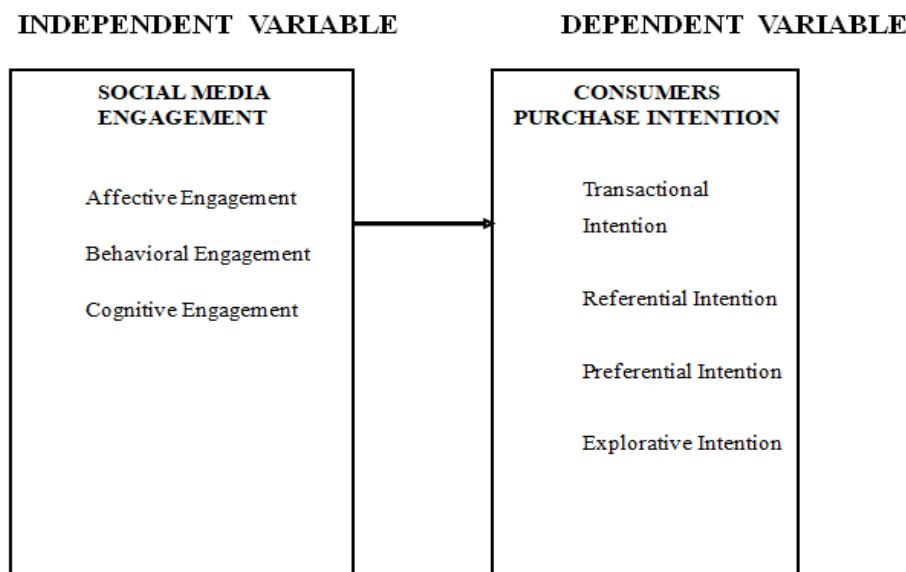 INDEPENDENT VARIABLE
DEPENDENT VARIABLE
SOCIAL MEDIA
ENGAGEMENT
Affective Engagement
Behavioral Engagement
Cognitive Engagement
CONSUMERS
PURCHASE INTENTION
Transactional
Intention
Referential Intention
Preferential Intention
Explorative Intention